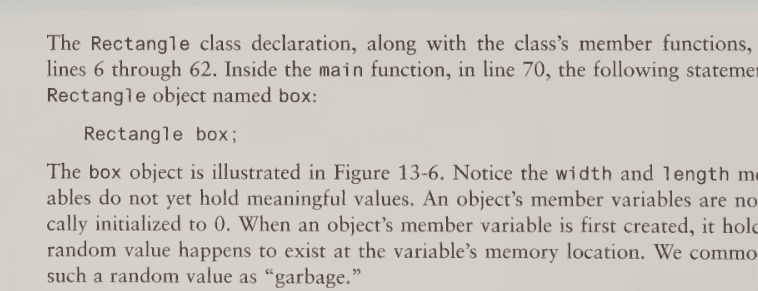 The Rectangle class declaration, along with the class's member functions,
lines 6 through 62. Inside the main function, in line 70, the following
Rectangle object named box:
Rectangle box;
The box object is illustrated in Figure 13-6. Notice the width and length
ables do not yet hold meaningful values. An object's member variables are
cally initialized to 0. When an object's member variable is first created, it
random value happens to exist at the variable's memory location. We
such a random value as “garbage.”